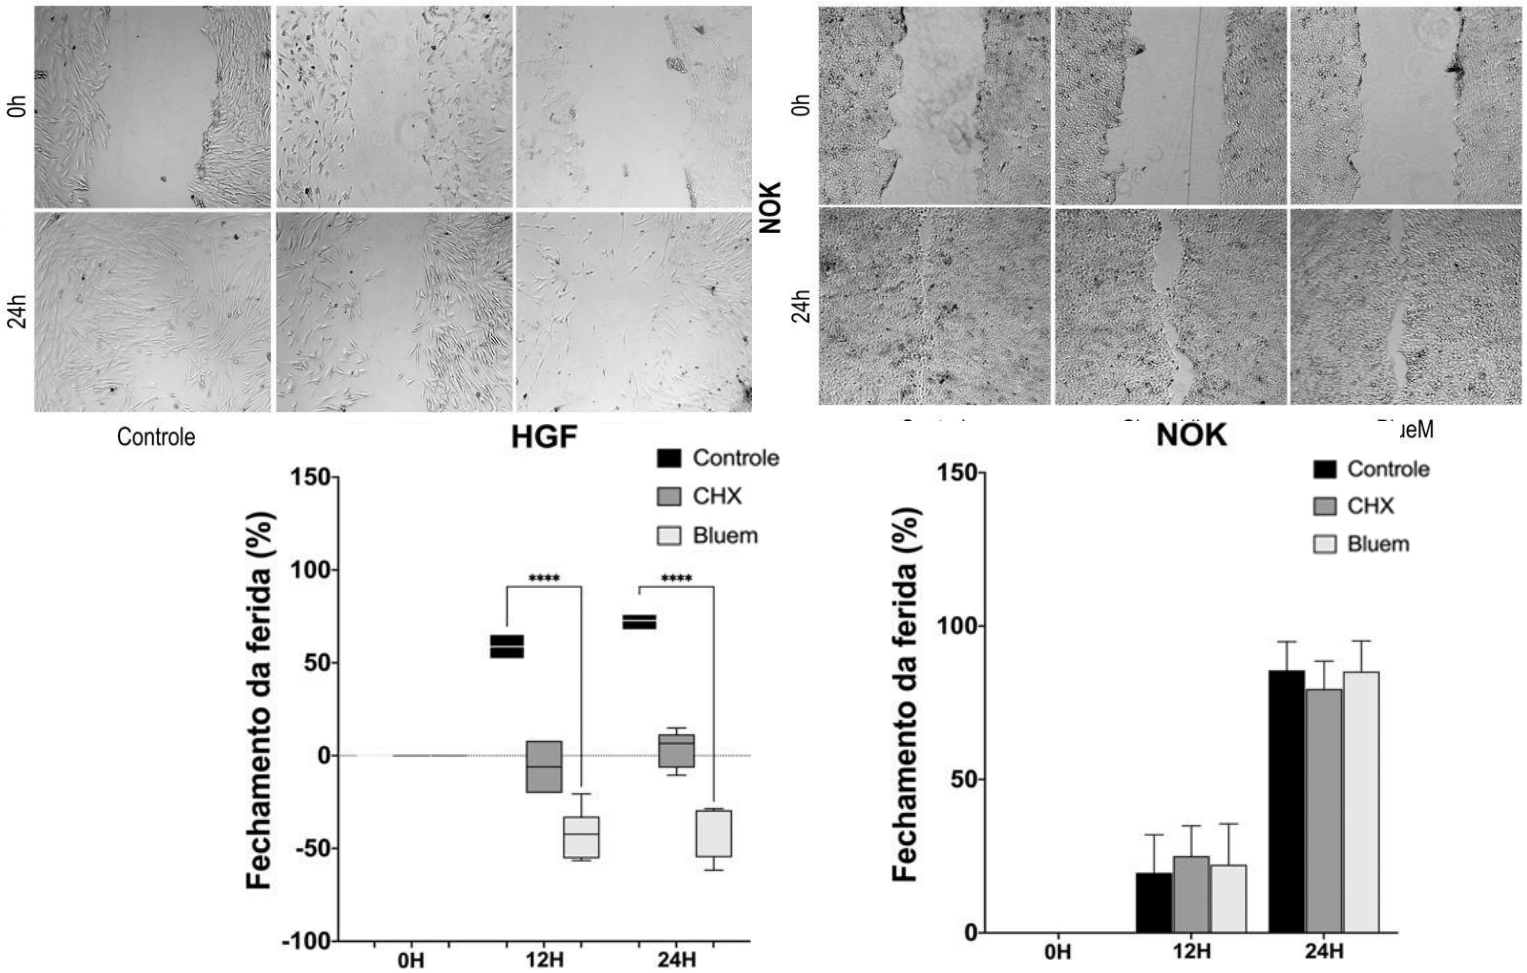 0h
24h
Controle
NOK
0h
24h
ueM
HGF
Controle
CHX
Bluem
Fechamento da ferida (%)
150
100
50
0
-50
-100
****
****
0H
12H
24H
NOK
Controle
CHX
Bluem
Fechamento da ferida (%)
150
100
50
0
0H
12H
24H